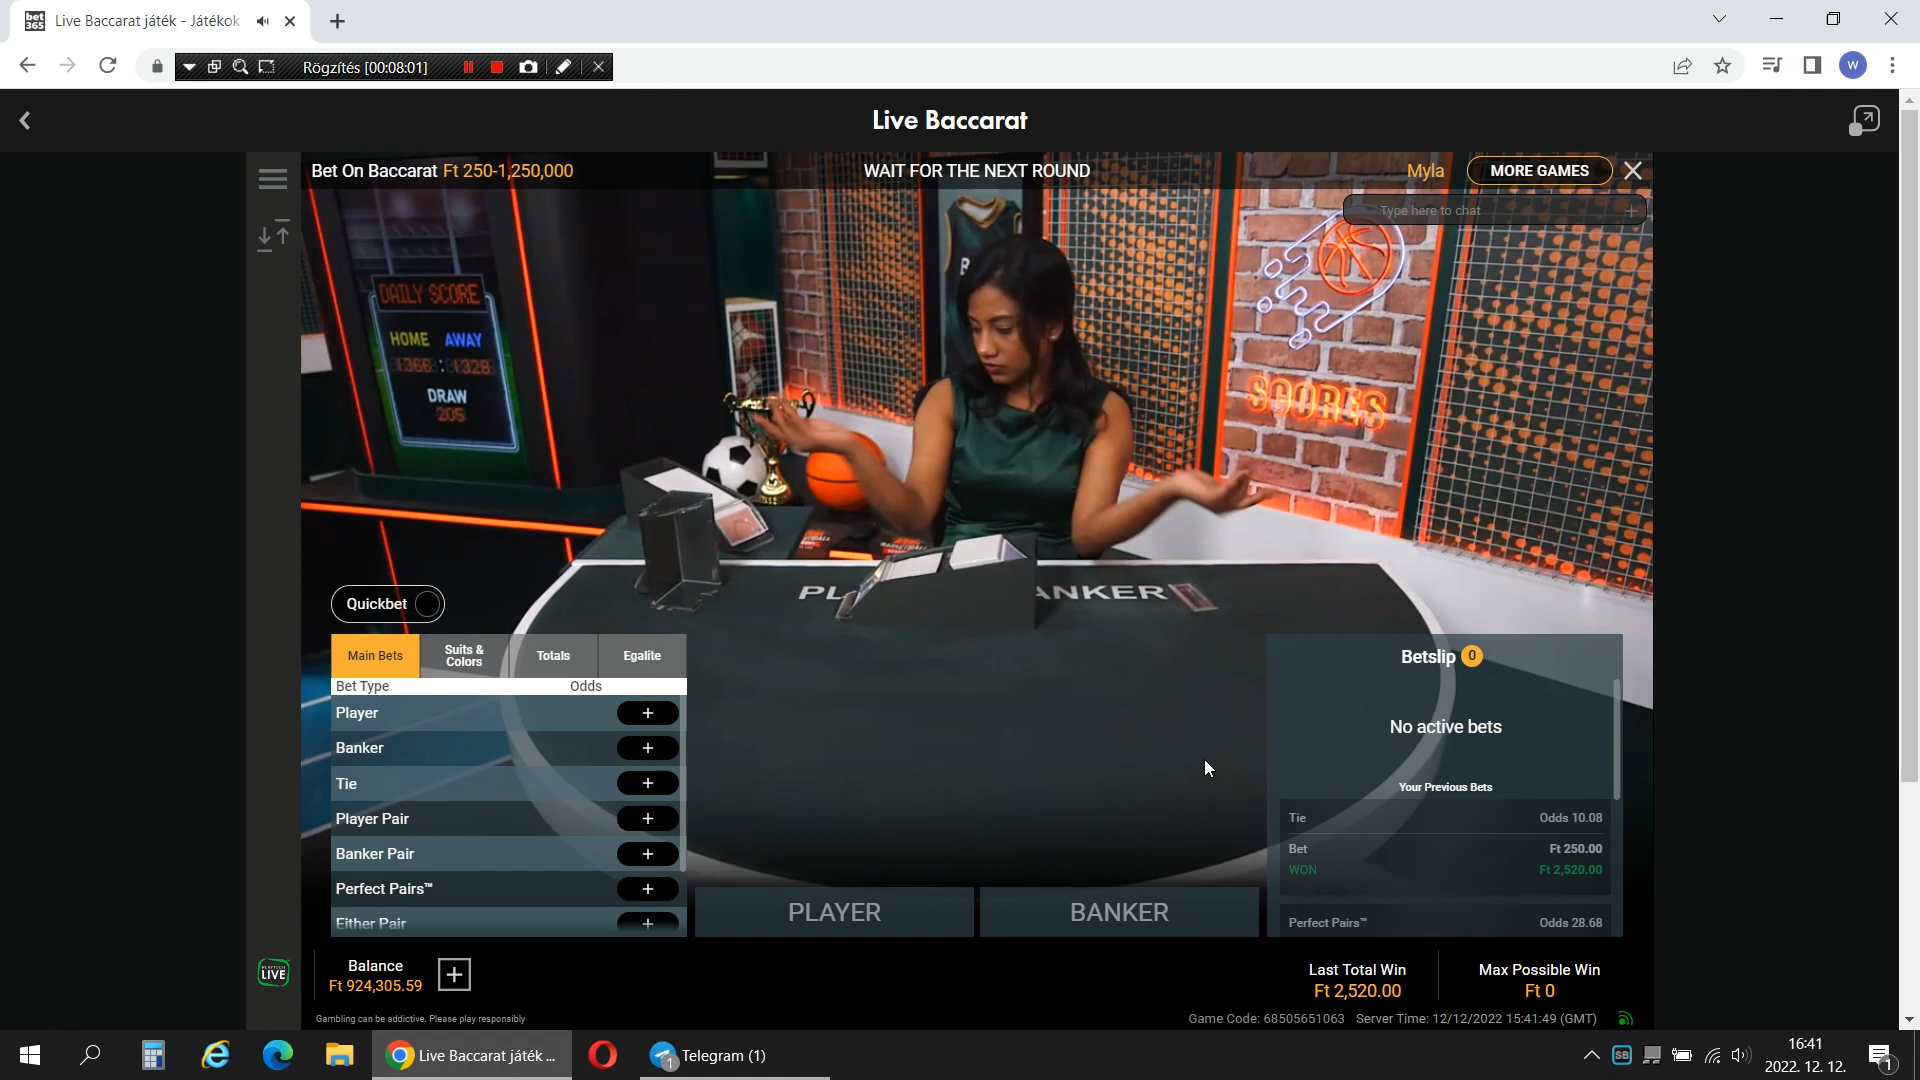 bet365
Live Baccarat játék - Játékok
Rögzítés [00:08:01]
W
Live Baccarat
Bet On Baccarat Ft 250-1,250,000
WAIT FOR THE NEXT ROUND
Myla
MORE GAMES
Type here to chat
DAILY SCORE
HOME AWAY
1366 : 1328
DRAW
205
SCORES
PL
ANKER
Quickbet
Main Bets
Suits & Colors
Totals
Egalite
Bet Type Odds
Player +
Banker +
Tie +
Player Pair +
Banker Pair +
Perfect Pairs™ +
Either Pair +
PLAYER
BANKER
Betslip 0
No active bets
Your Previous Bets
Tie Odds 10.08
Bet Ft 250.00
WON Ft 2,520.00
Perfect Pairs™ Odds 28.68
LIVE
Balance
Ft 924,305.59
Last Total Win
Ft 2,520.00
Max Possible Win
Ft 0
Gambling can be addictive. Please play responsibly
Game Code: 68505651063 Server Time: 12/12/2022 15:41:49 (GMT)
Live Baccarat játék ...
1
Telegram (1)
SB
16:41
2022. 12. 12.
1